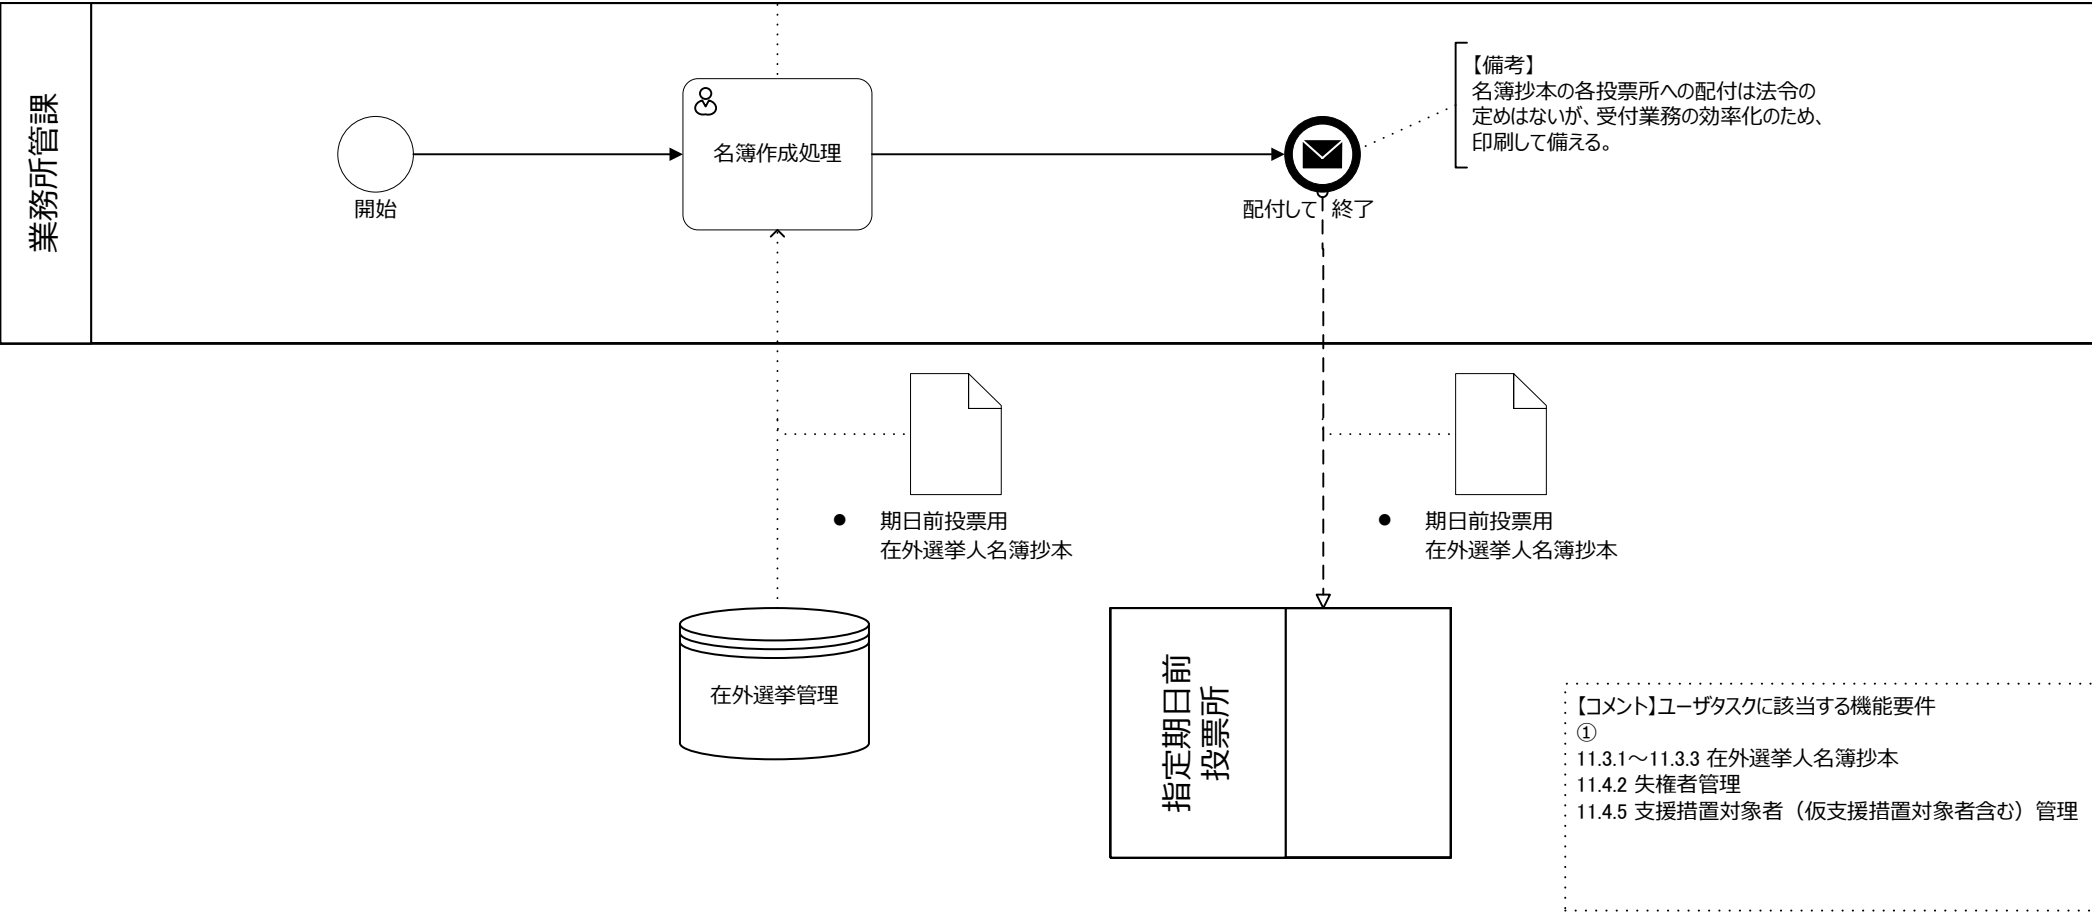 業務所管課
開始
名簿作成処理
配付して 終了
【備考】
名簿抄本の各投票所への配付は法令の
定めはないが、受付業務の効率化のため、
印刷して備える。
● 期日前投票用
在外選挙人名簿抄本
● 期日前投票用
在外選挙人名簿抄本
在外選挙管理
指定期日前
投票所
【コメント】ユーザタスクに該当する機能要件
①
11.3.1～11.3.3 在外選挙人名簿抄本
11.4.2 失権者管理
11.4.5 支援措置対象者（仮支援措置対象者含む）管理